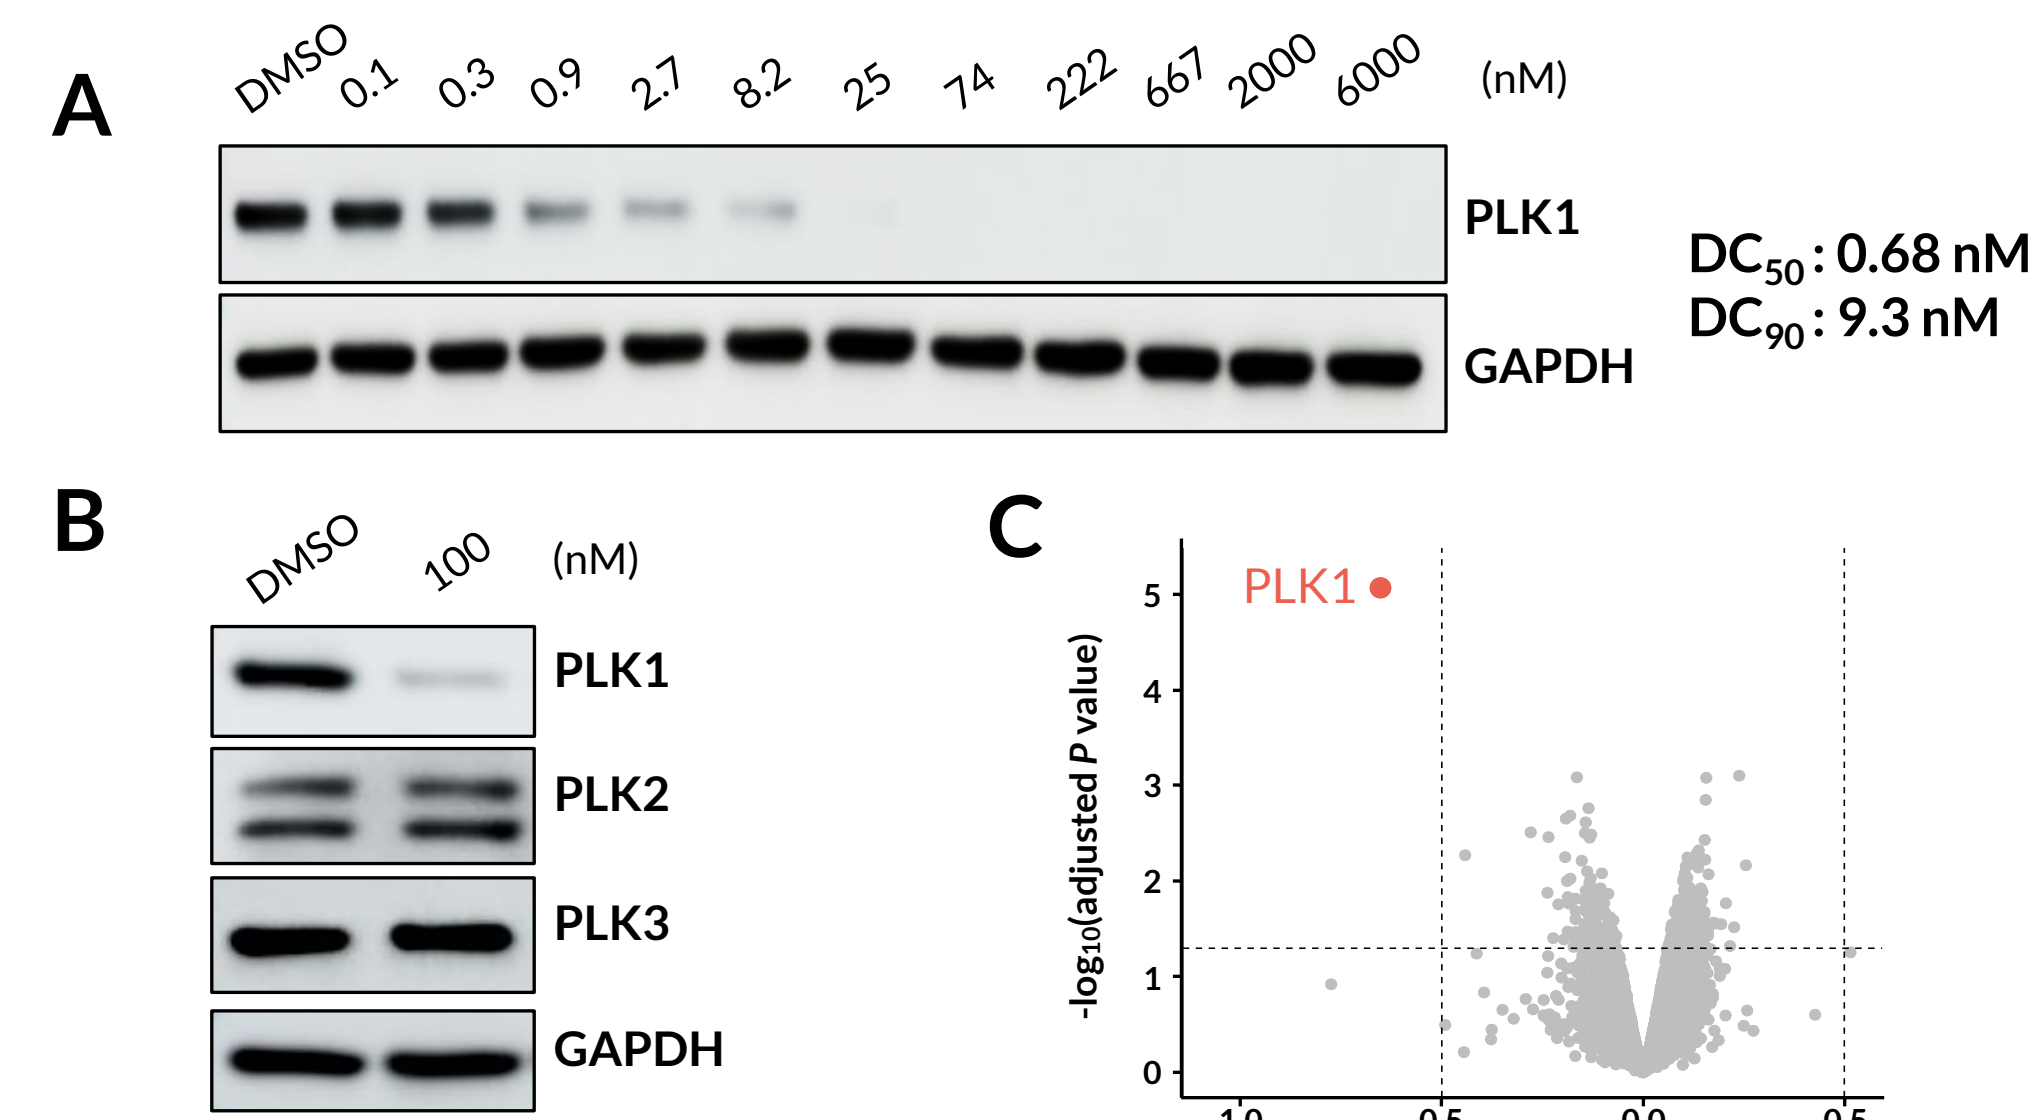 A
DMSO 0.1 0.3 0.9 2.7 8.2 25 74 222 667 2000 6000 (nM)
PLK1
GAPDH
DC50 : 0.68 nM
DC90 : 9.3 nM
B
DMSO 100 (nM)
PLK1
PLK2
PLK3
GAPDH
C
-log10(adjusted P value)
5
4
3
2
1
0
PLK1